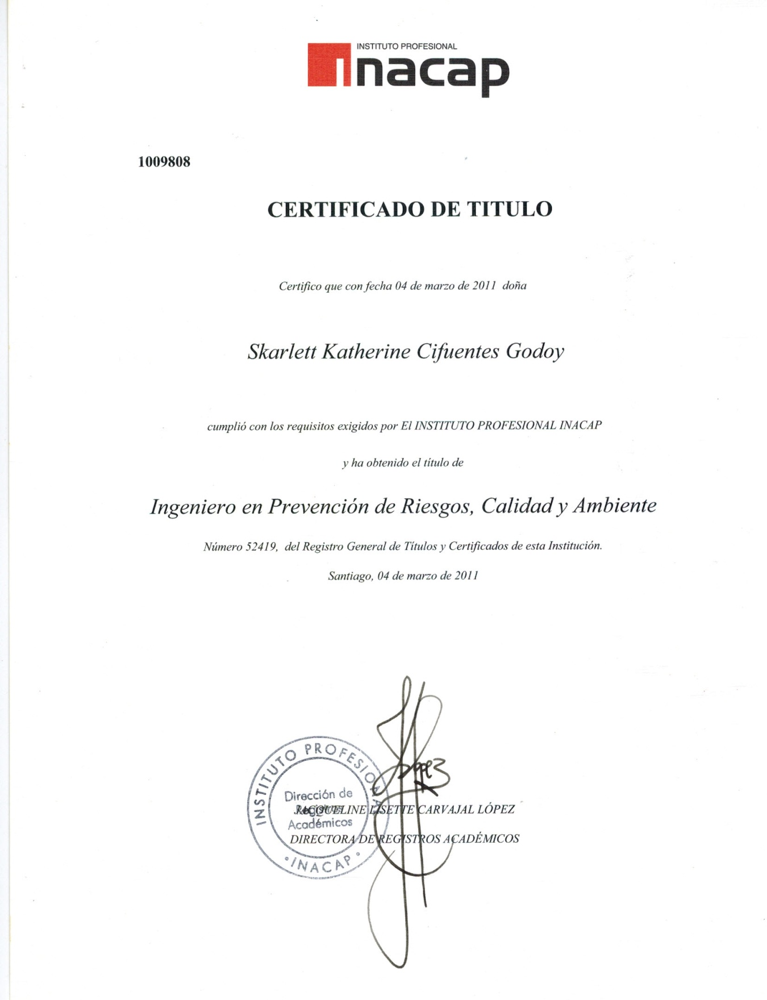 INSTITUTO PROFESIONAL
inacap
1009808
CERTIFICADO DE TITULO
Certifico que con fecha 04 de marzo de 2011 doña
Skarlett Katherine Cifuentes Godoy
cumplió con los requisitos exigidos por El INSTITUTO PROFESIONAL INACAP
y ha obtenido el título de
Ingeniero en Prevención de Riesgos, Calidad y Ambiente
Número 52419, del Registro General de Títulos y Certificados de esta Institución.
Santiago, 04 de marzo de 2011
INSTITUTO PROFESIONAL
Dirección de
Registros
Académicos
INACAP
López
JACQUELINE LISETTE CARVAJAL LÓPEZ
DIRECTORA DE REGISTROS ACADÉMICOS